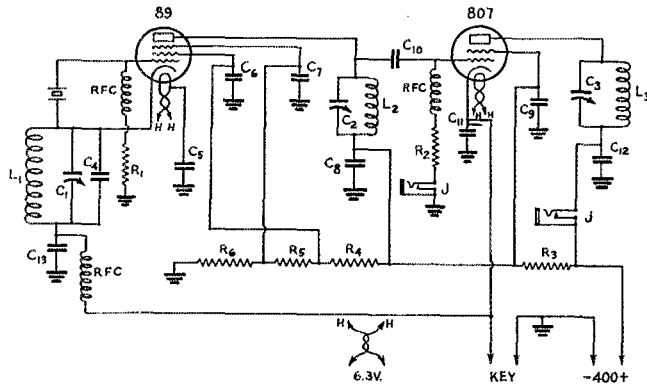 89
807
C10
C6
C7
C3
L3
RFC
C2
L2
RFC
C11
H H
C9
H H
L1
C1
C4
R1
C5
C8
R2
C12
J
J
C13
RFC
R6
R5
R4
R3
H
H
6.3V.
KEY
-400+